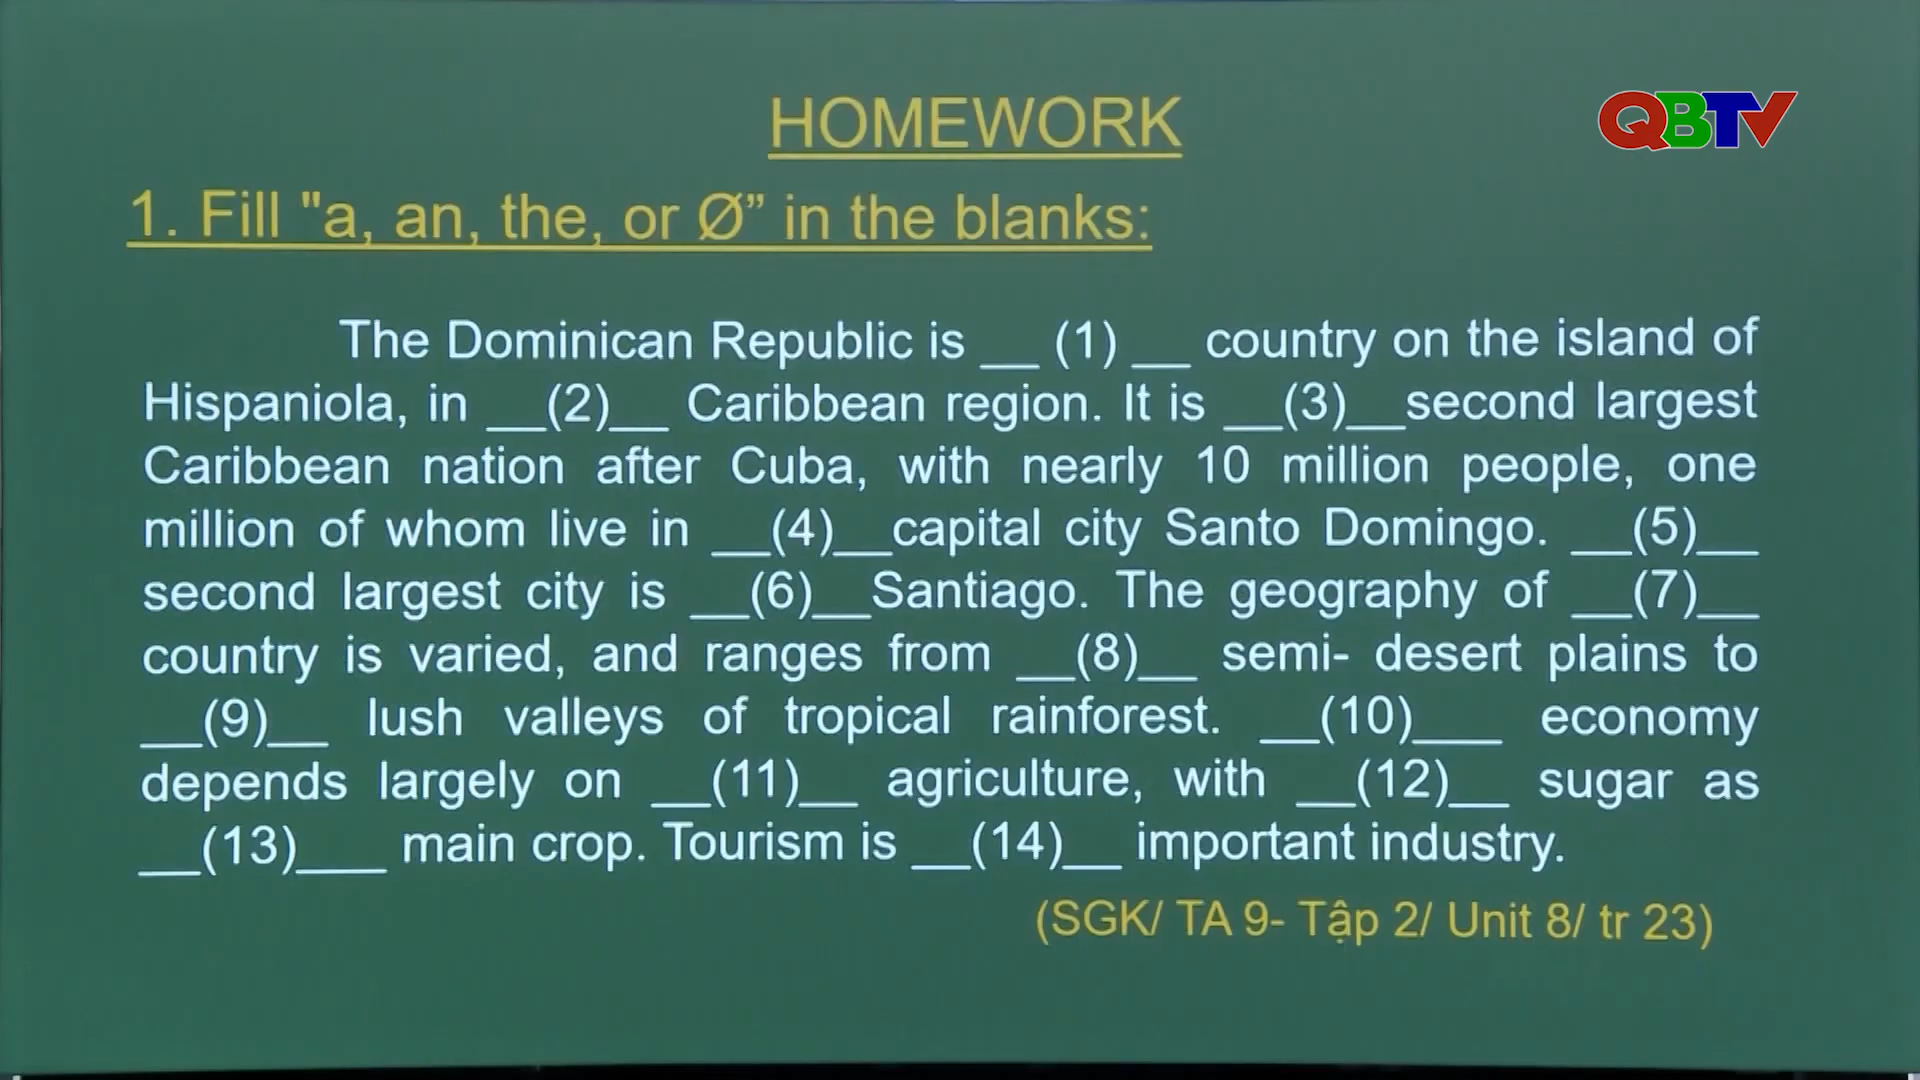 HOMEWORK
QBTV
1. Fill "a, an, the, or Ø” in the blanks:
The Dominican Republic is __ (1) __ country on the island of
Hispaniola, in __(2)__ Caribbean region. It is __(3)__second largest
Caribbean nation after Cuba, with nearly 10 million people, one
million of whom live in __(4)__capital city Santo Domingo. __(5)__
second largest city is __(6)__Santiago. The geography of __(7)__
country is varied, and ranges from __(8)__ semi- desert plains to
__(9)__ lush valleys of tropical rainforest. __(10)___ economy
depends largely on __(11)__ agriculture, with __(12)__ sugar as
__(13)___ main crop. Tourism is __(14)__ important industry.
(SGK/ TA 9- Tập 2/ Unit 8/ tr 23)